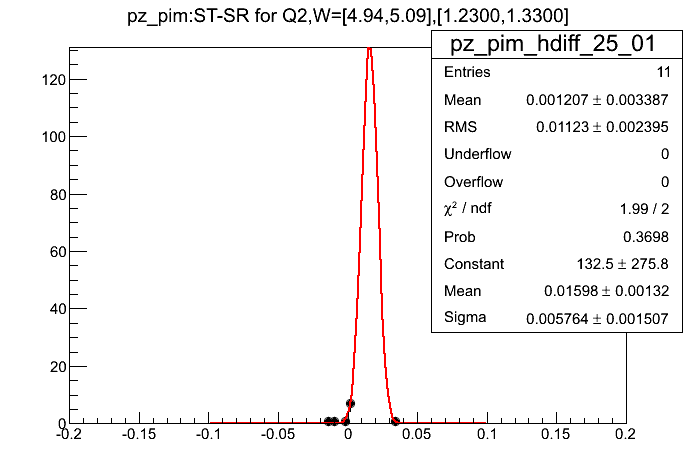 pz_pim:ST-SR for Q2,W=[4.94,5.09],[1.2300,1.3300]
pz_pim_hdiff_25_01
Entries 11
Mean 0.001207 ± 0.003387
RMS 0.01123 ± 0.002395
Underflow 0
Overflow 0
χ² / ndf 1.99 / 2
Prob 0.3698
Constant 132.5 ± 275.8
Mean 0.01598 ± 0.00132
Sigma 0.005764 ± 0.001507
120
100
80
60
40
20
0
-0.2 -0.15 -0.1 -0.05 0 0.05 0.1 0.15 0.2